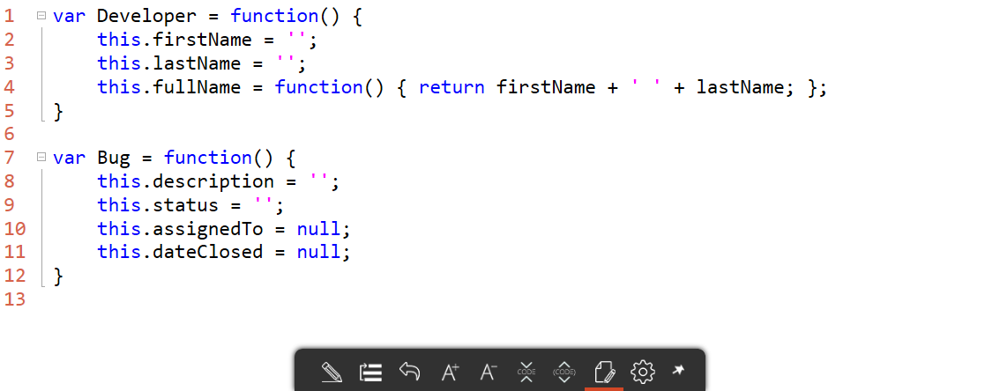 1 var Developer = function() {
2 this.firstName = '';
3 this.lastName = '';
4 this.fullName = function() { return firstName + ' ' + lastName; };
5 }
6
7 var Bug = function() {
8 this.description = '';
9 this.status = '';
10 this.assignedTo = null;
11 this.dateClosed = null;
12 }
13
A+ A- CODE (CODE)